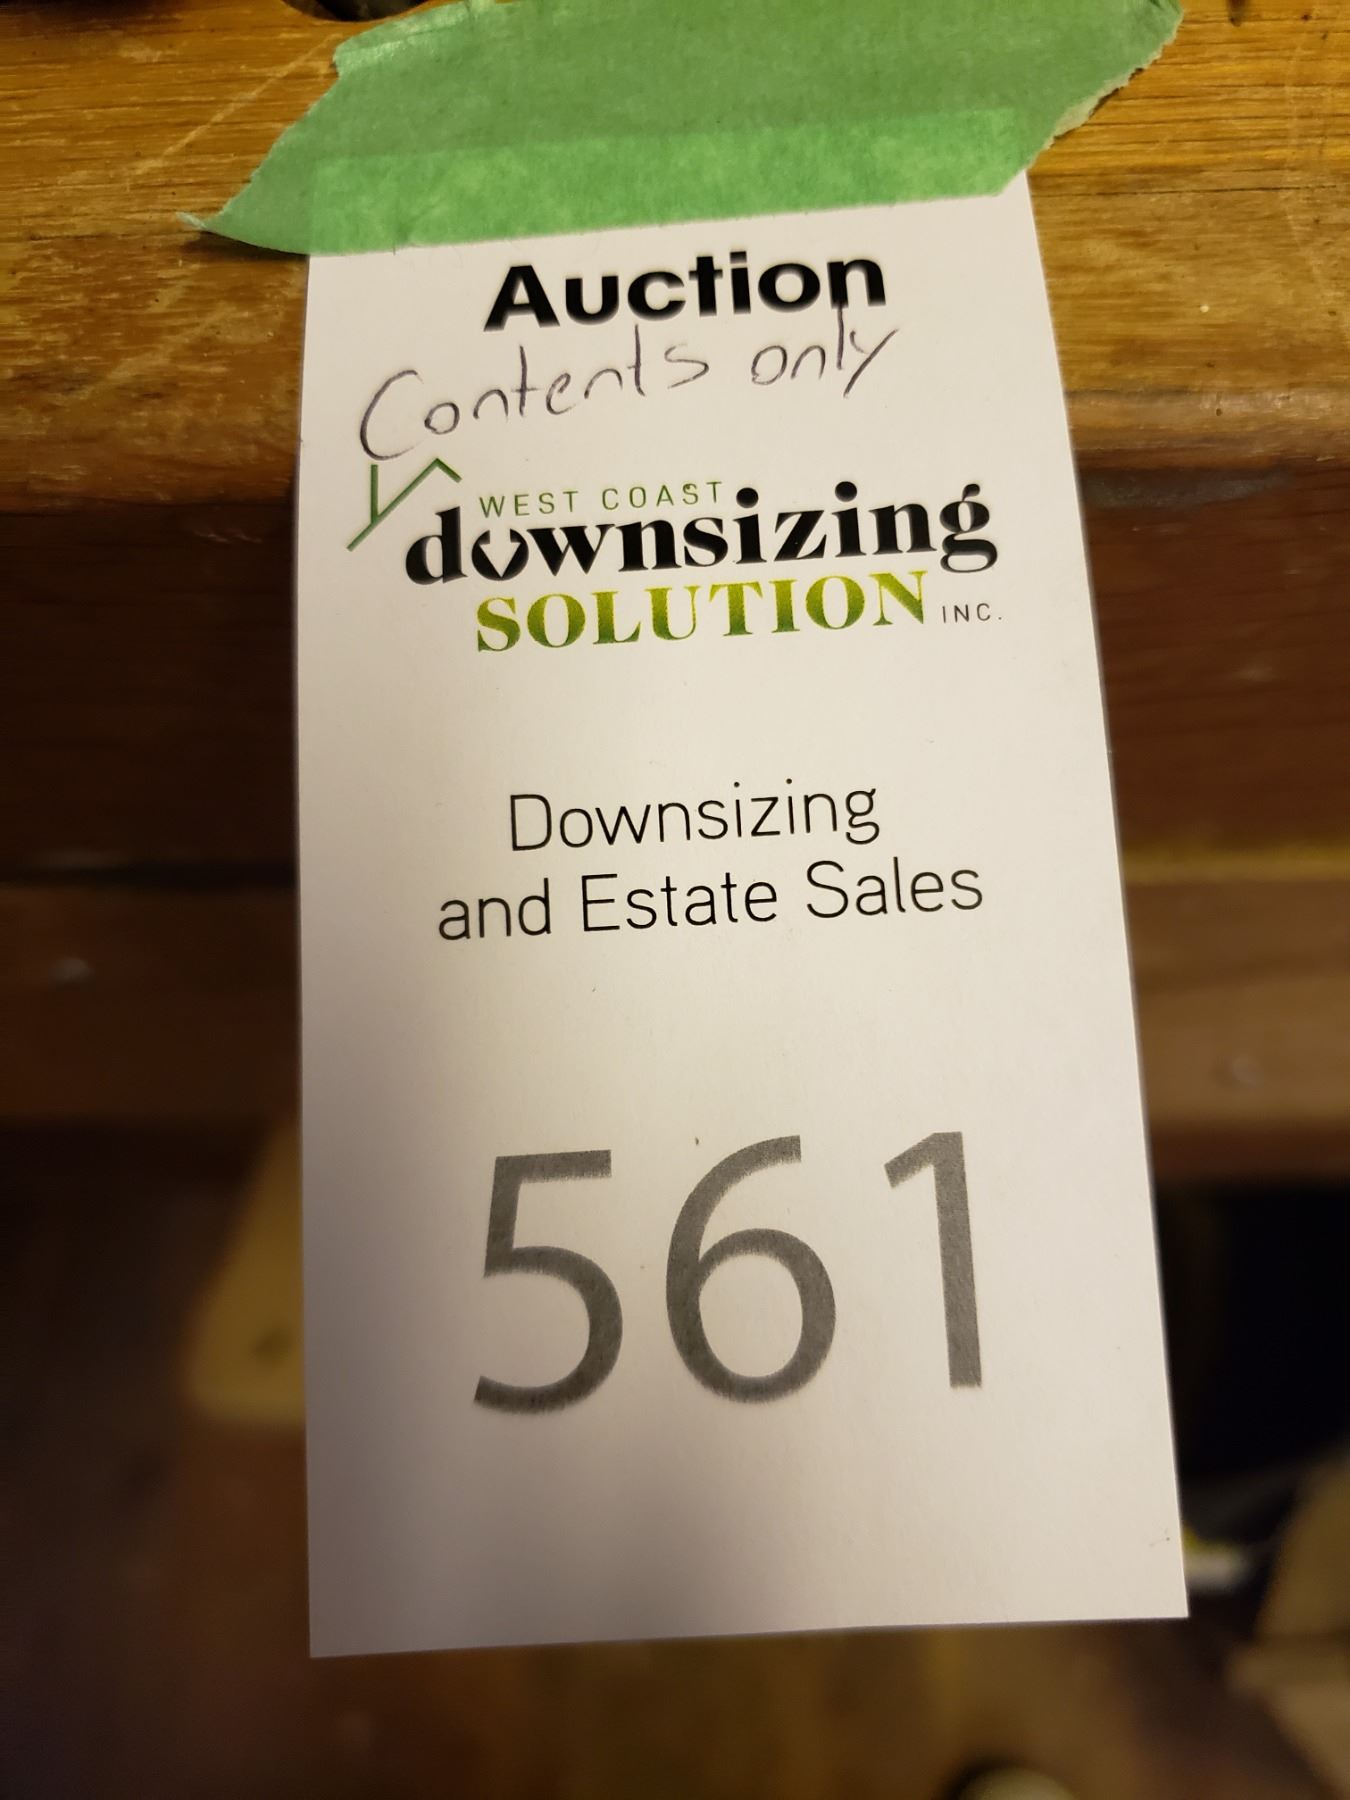 Auction
Contents only
WEST COAST
downsizing
SOLUTION INC.
Downsizing
and Estate Sales
561